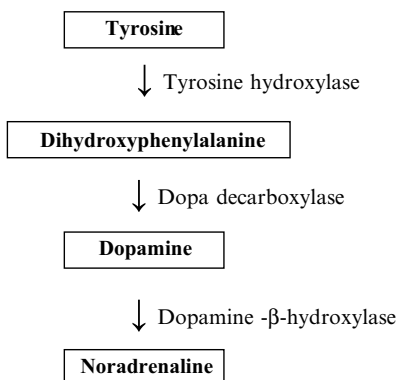 Tyrosine
Tyrosine hydroxylase
Dihydroxyphenylalanine
Dopa decarboxylase
Dopamine
Dopamine -β-hydroxylase
Noradrenaline